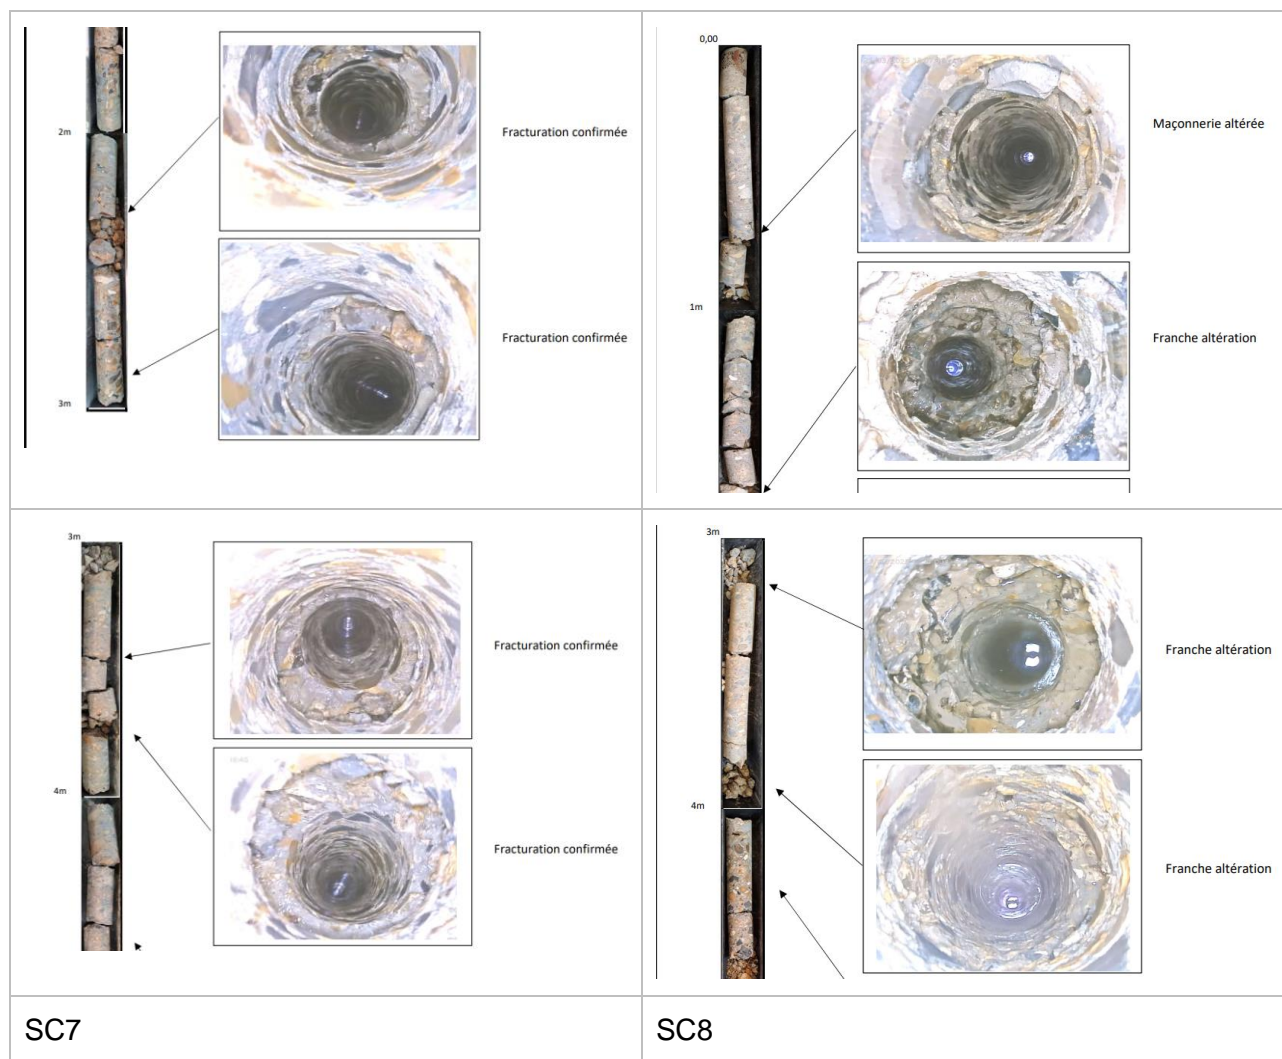 2m
Fracturation confirmée
Fracturation confirmée
3m
0,00
Maçonnerie altérée
1m
Franche altération
3m
Fracturation confirmée
4m
Fracturation confirmée
3m
Franche altération
4m
Franche altération
SC7
SC8